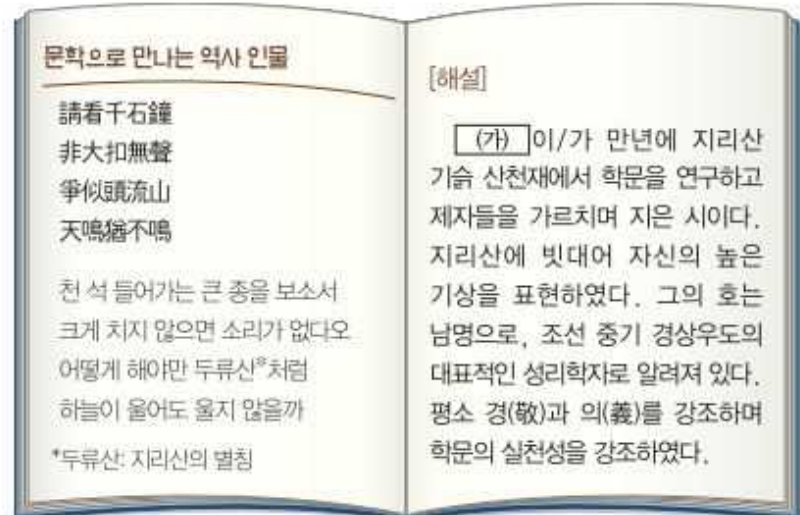 문학으로 만나는 역사 인물
請看千石鐘
非大扣無聲
爭似頭流山
天鳴猶不鳴
천 석 들어가는 큰 종을 보소서
크게 치지 않으면 소리가 없다오
어떻게 해야만 두류산*처럼
하늘이 울어도 울지 않을까
*두류산: 지리산의 별칭
[해설]
(가) 이/가 만년에 지리산
기슭 산천재에서 학문을 연구하고
제자들을 가르치며 지은 시이다.
지리산에 빗대어 자신의 높은
기상을 표현하였다. 그의 호는
남명으로, 조선 중기 경상우도의
대표적인 성리학자로 알려져 있다.
평소 경(敬)과 의(義)를 강조하며
학문의 실천성을 강조하였다.